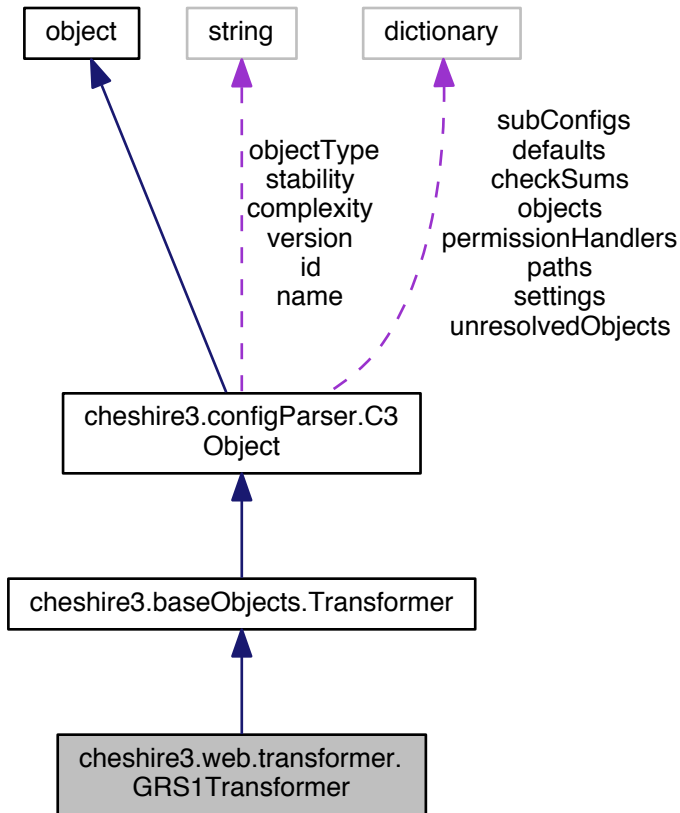 object
string
dictionary
objectType
stability
complexity
version
id
name
subConfigs
defaults
checkSums
objects
permissionHandlers
paths
settings
unresolvedObjects
cheshire3.configParser.C3
Object
cheshire3.baseObjects.Transformer
cheshire3.web.transformer.
GRS1Transformer